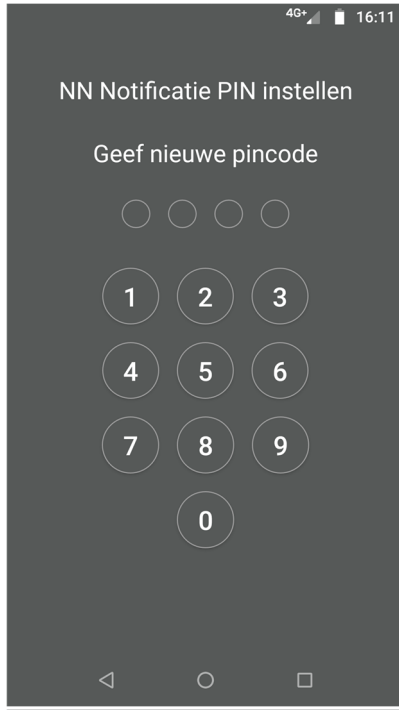 4G+ 16:11
NN Notificatie PIN instellen
Geef nieuwe pincode
1 2 3
4 5 6
7 8 9
0